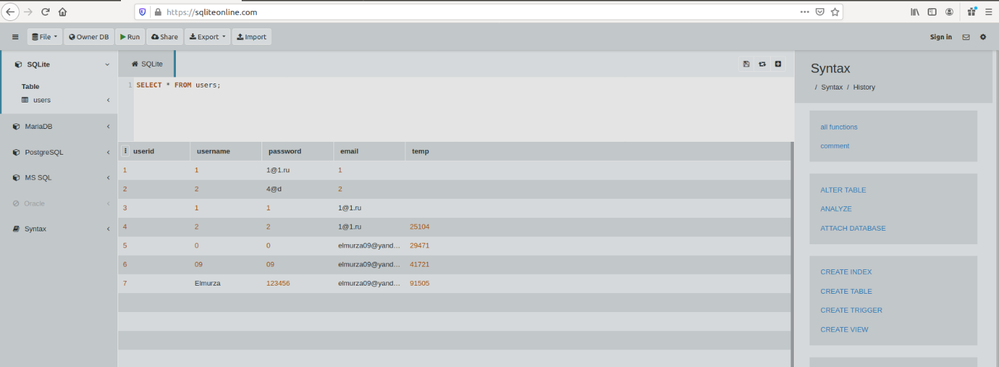 https://sqliteonline.com
File Owner DB Run Share Export Import Sign in
SQLite
Table
users
MariaDB
PostgreSQL
MS SQL
Oracle
Syntax
SQLite
1 SELECT * FROM users;
userid username password email temp
1 1 1@1.ru 1
2 2 4@d 2
3 1 1 1@1.ru
4 2 2 1@1.ru 25104
5 0 0 elmurza09@yand... 29471
6 09 09 elmurza09@yand... 41721
7 Elmurza 123456 elmurza09@yand... 91505
Syntax
/ Syntax / History
all functions
comment
ALTER TABLE
ANALYZE
ATTACH DATABASE
CREATE INDEX
CREATE TABLE
CREATE TRIGGER
CREATE VIEW